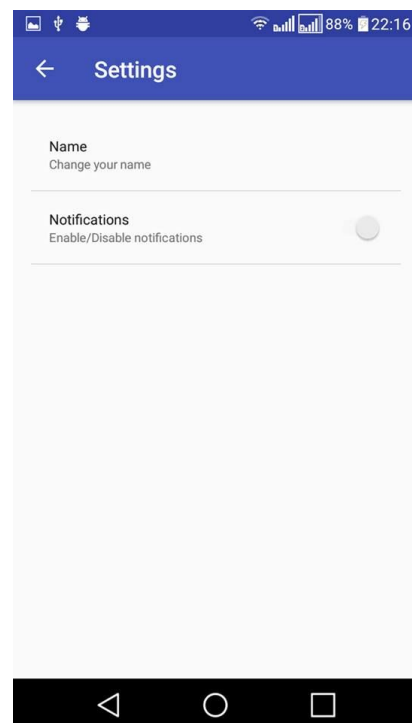 88% 22:16
Settings
Name
Change your name
Notifications
Enable/Disable notifications